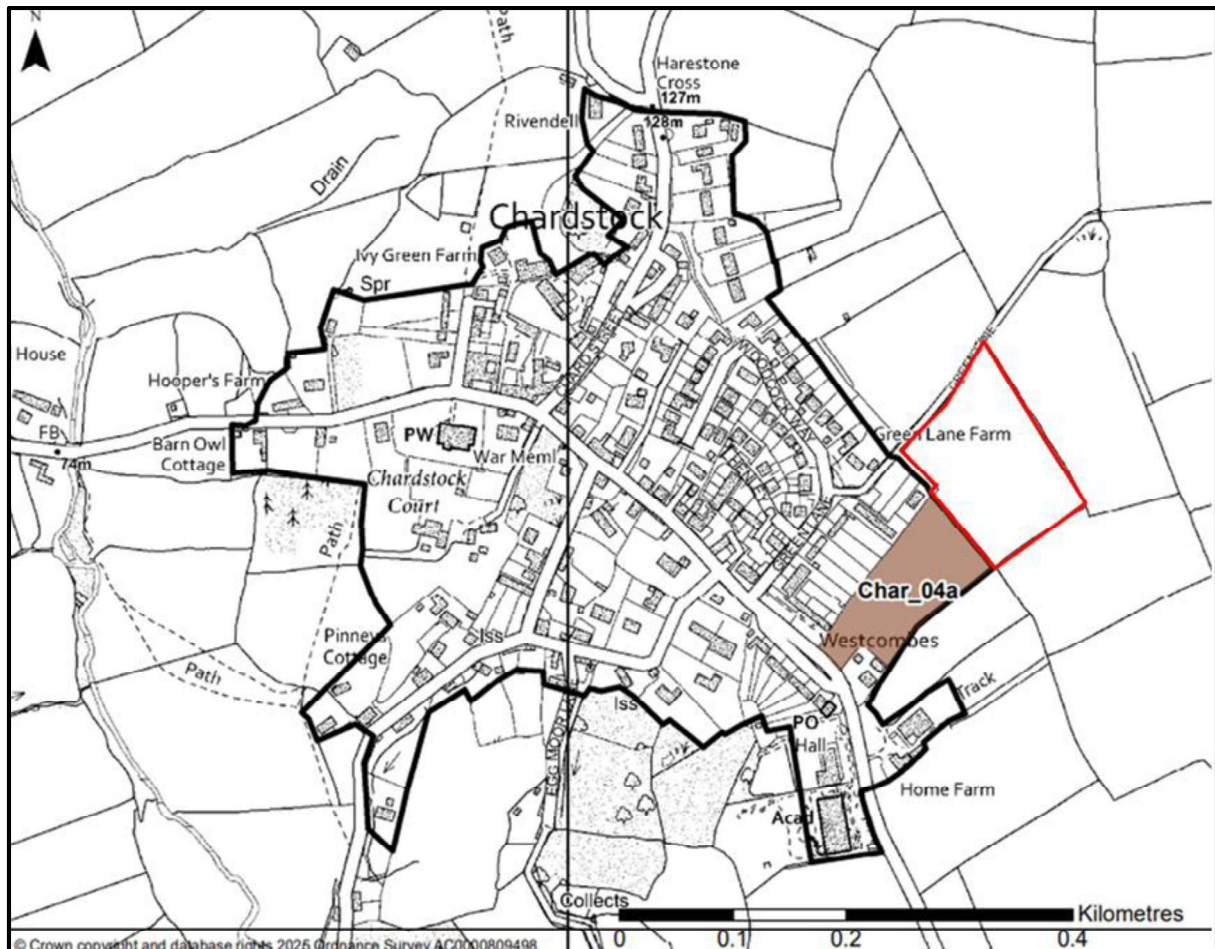 N
Path
Harestone
Cross
127m
128m
Rivendell
Drain
Chardstock
Ivy Green Farm
Spr
House
Hooper's Farm
FB
74m
Barn Owl
Cottage
PW
War Meml
Chardstock
Court
Path
Green Lane Farm
Char_04a
Westcombes
Pinneys
Cottage
Iss
Path
Iss
Track
PO
Hall
Home Farm
Acad
Collects
Kilometres
0 0.1 0.2 0.4
© Crown copyright and database rights 2025 Ordnance Survey AC0000809498